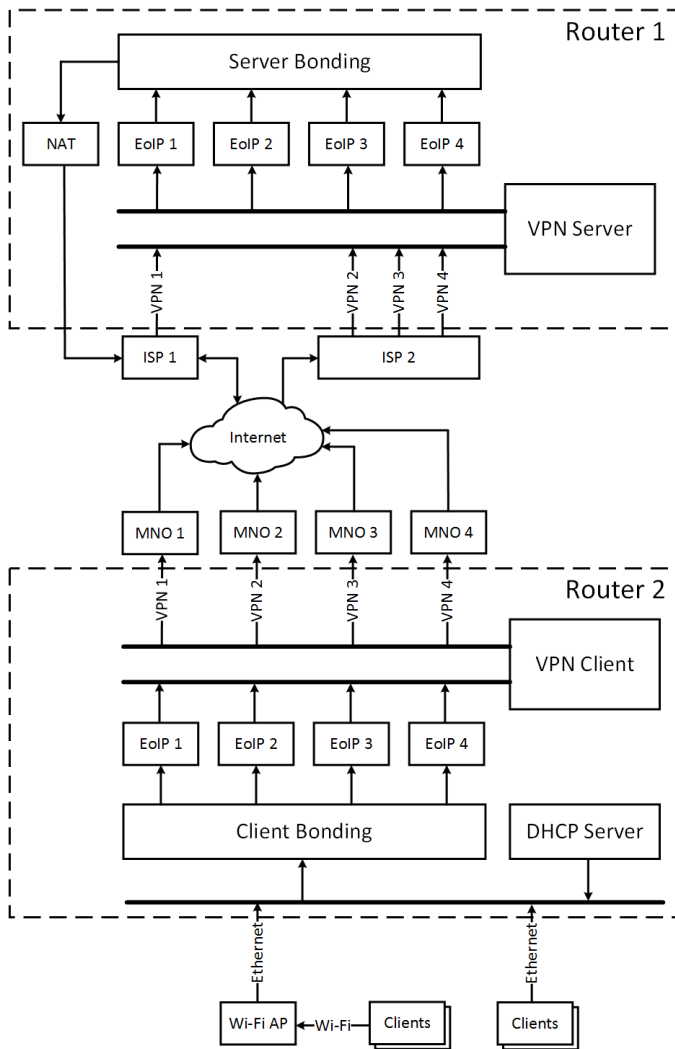 Router 1
Server Bonding
NAT
EoIP 1
EoIP 2
EoIP 3
EoIP 4
VPN Server
VPN 1
VPN 2
VPN 3
VPN 4
ISP 1
ISP 2
Internet
MNO 1
MNO 2
MNO 3
MNO 4
Router 2
VPN 1
VPN 2
VPN 3
VPN 4
VPN Client
EoIP 1
EoIP 2
EoIP 3
EoIP 4
Client Bonding
DHCP Server
Ethernet
Ethernet
Wi-Fi AP
Wi-Fi
Clients
Clients